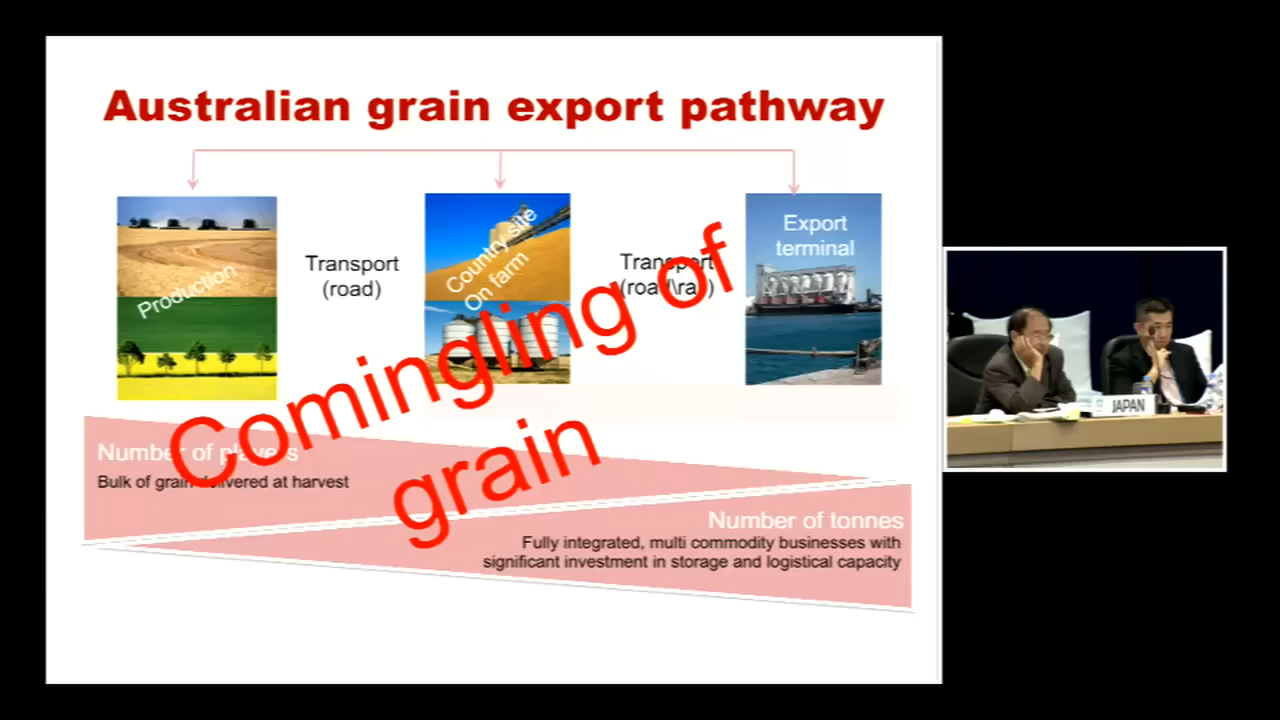 Australian grain export pathway
Production
Transport
(road)
Country site
On farm
Transport
(road\rail)
Export
terminal
Comingling of
grain
Number of players
Bulk of grain delivered at harvest
Number of tonnes
Fully integrated, multi commodity businesses with
significant investment in storage and logistical capacity
JAPAN